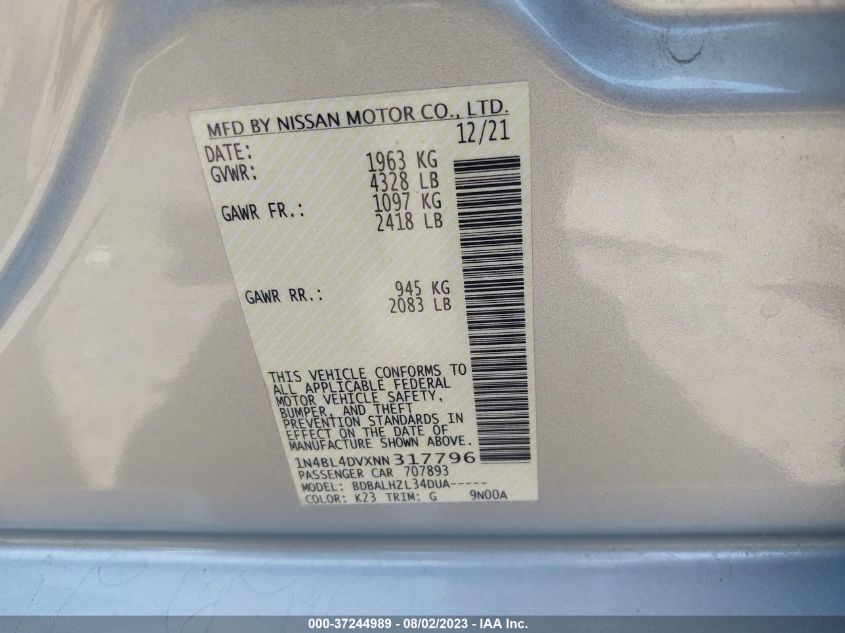 MFD BY NISSAN MOTOR CO., LTD.
DATE: 12/21
GVWR: 1963 KG
4328 LB
GAWR FR.: 1097 KG
2418 LB
GAWR RR.: 945 KG
2083 LB
THIS VEHICLE CONFORMS TO
ALL APPLICABLE FEDERAL
MOTOR VEHICLE SAFETY,
BUMPER, AND THEFT
PREVENTION STANDARDS IN
EFFECT ON THE DATE OF
MANUFACTURE SHOWN ABOVE.
1N4BL4DVXNN317796
PASSENGER CAR 707893
MODEL: BDBALHZL34DUA-----
COLOR: K23 TRIM: G 9N00A
000-37244989 - 08/02/2023 - IAA Inc.